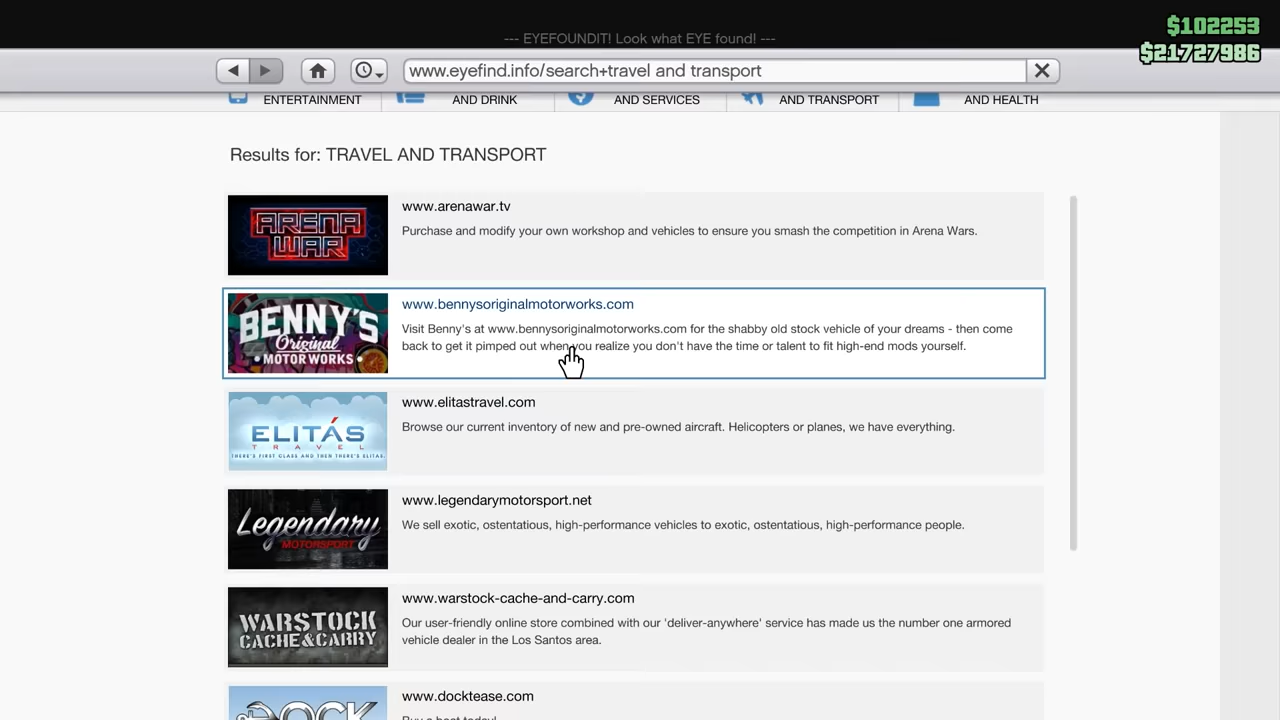 $102253
--- EYEFOUNDIT! Look what EYE found! ---
$21727986
www.eyefind.info/search+travel and transport
ENTERTAINMENT
AND DRINK
AND SERVICES
AND TRANSPORT
AND HEALTH
Results for: TRAVEL AND TRANSPORT
ARENA
WAR
www.arenawar.tv
Purchase and modify your own workshop and vehicles to ensure you smash the competition in Arena Wars.
BENNY'S
Original
MOTOR WORKS
www.bennysoriginalmotorworks.com
Visit Benny's at www.bennysoriginalmotorworks.com for the shabby old stock vehicle of your dreams - then come
back to get it pimped out when you realize you don't have the time or talent to fit high-end mods yourself.
ELITÁS
TRAVEL
THERE'S FIRST CLASS AND THEN THERE'S ELITAS
www.elitastravel.com
Browse our current inventory of new and pre-owned aircraft. Helicopters or planes, we have everything.
Legendary
MOTORSPORT
www.legendarymotorsport.net
We sell exotic, ostentatious, high-performance vehicles to exotic, ostentatious, high-performance people.
WARSTOCK
CACHE&CARRY
www.warstock-cache-and-carry.com
Our user-friendly online store combined with our 'deliver-anywhere' service has made us the number one armored
vehicle dealer in the Los Santos area.
DOCK
www.docktease.com
Buy a boat today!